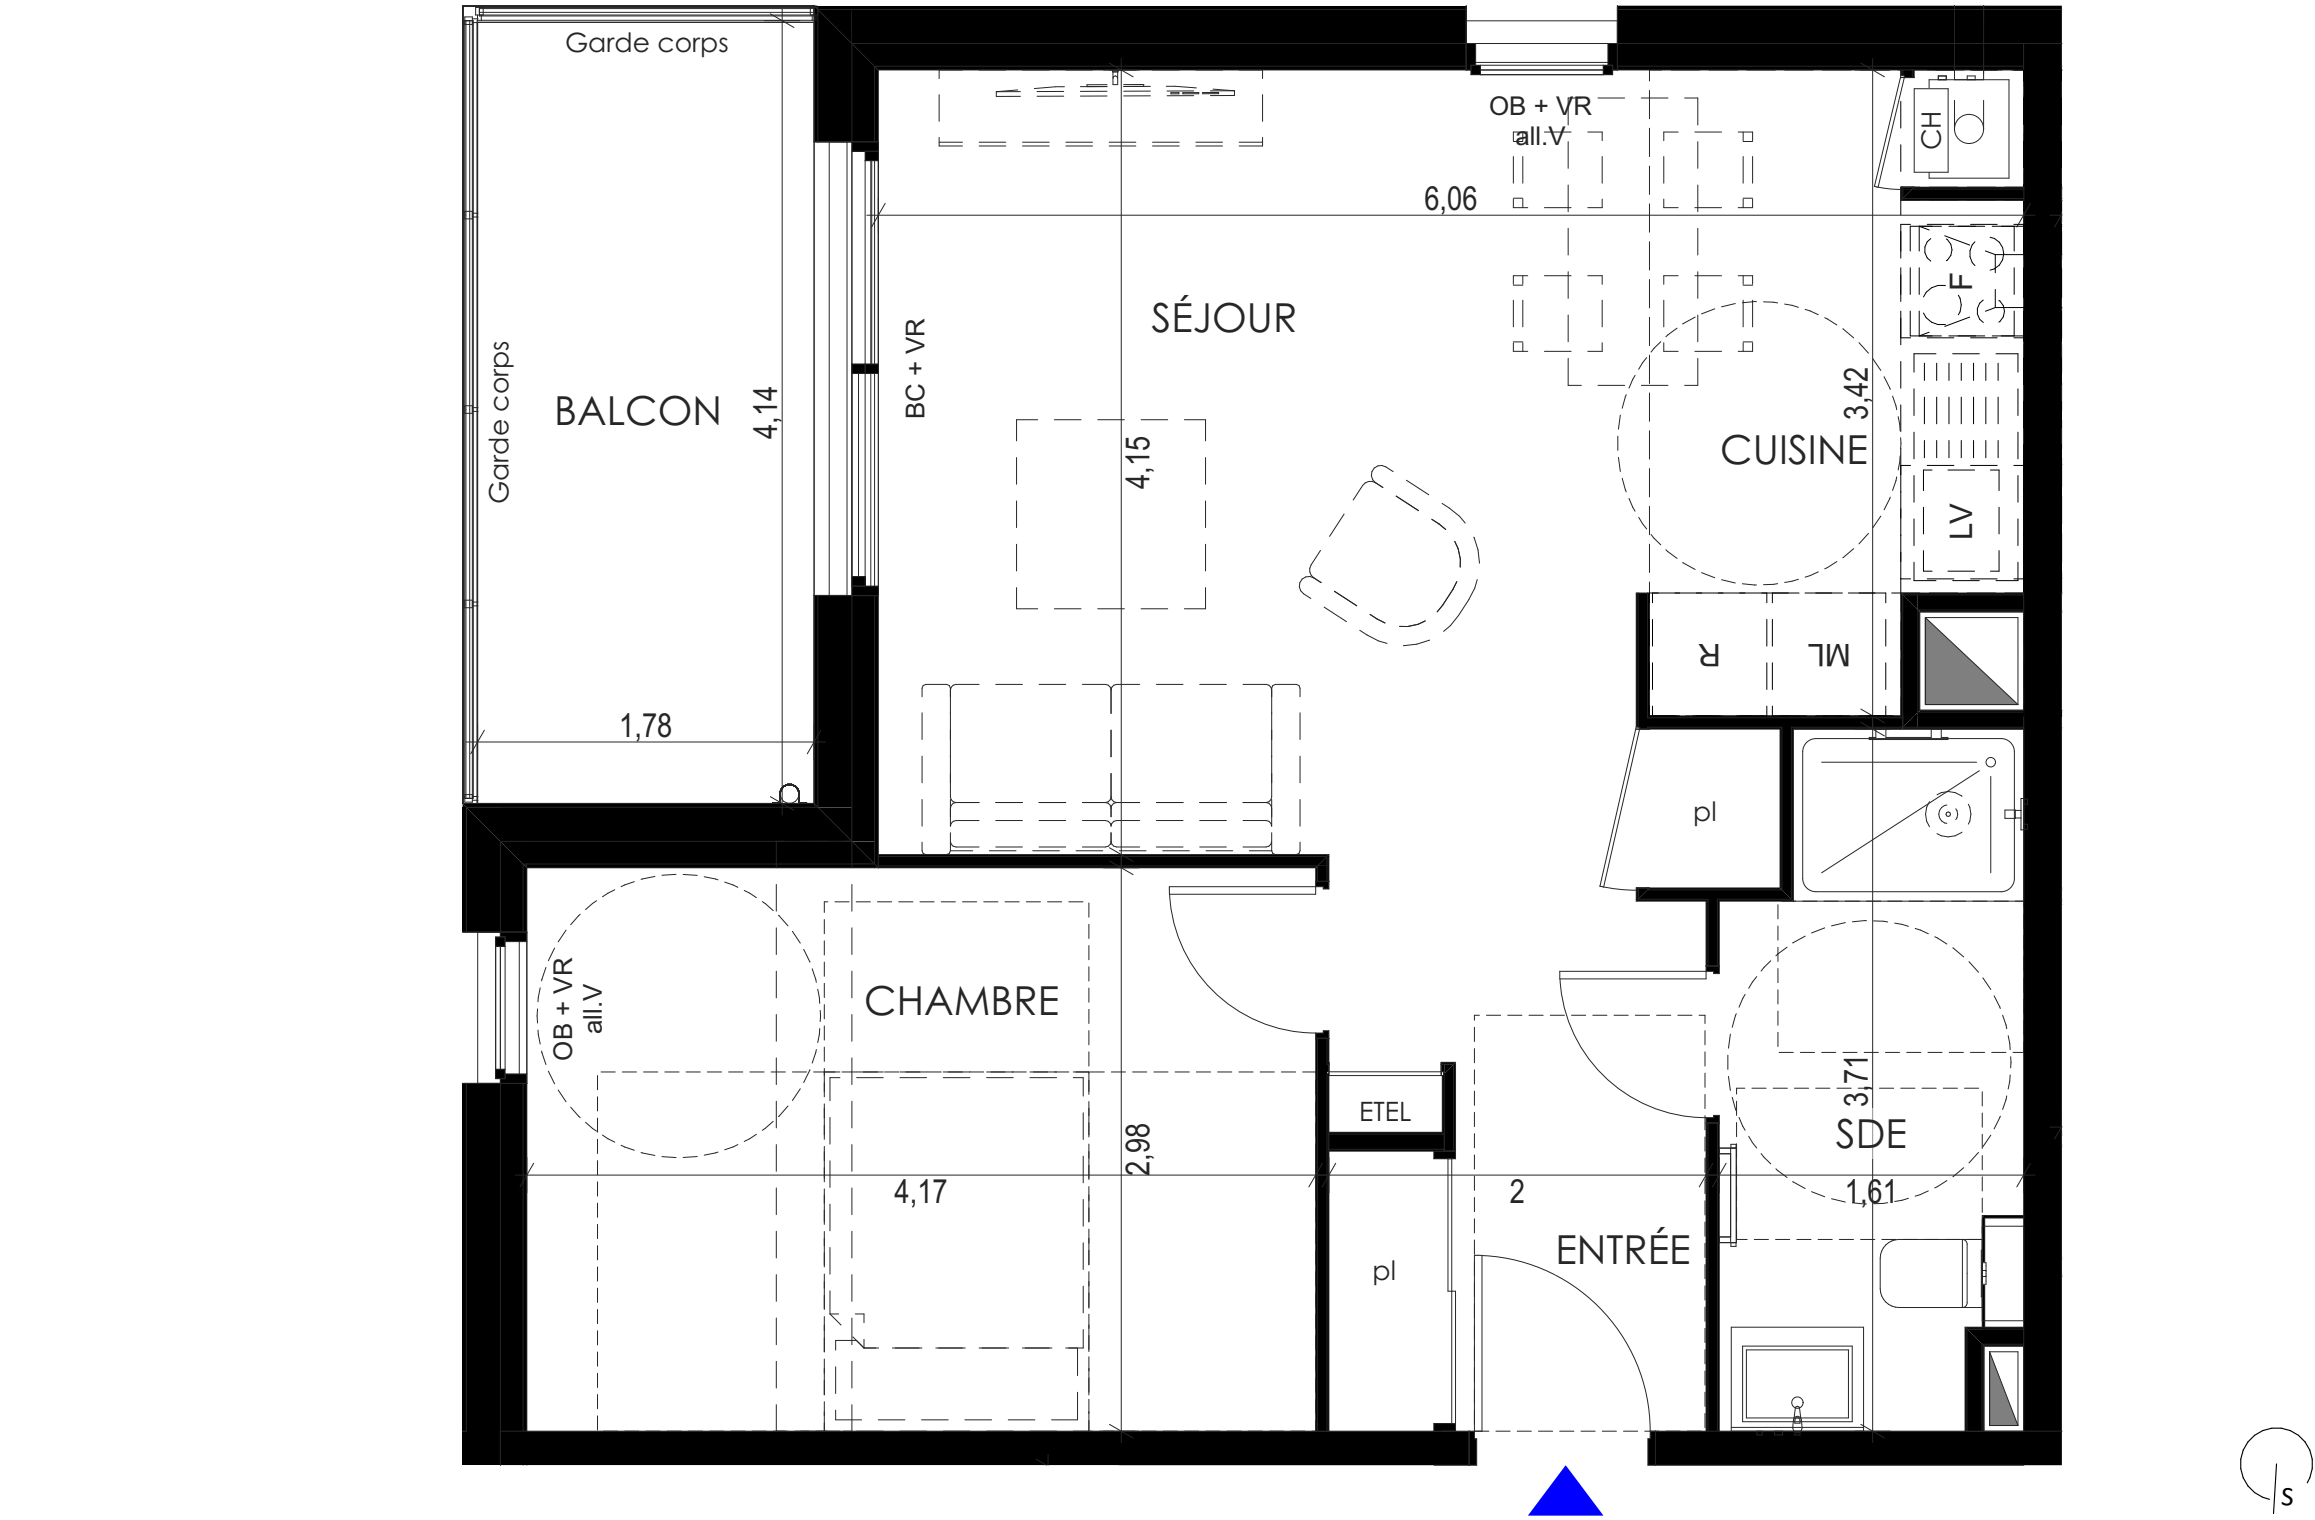 Garde corps
OB + VR
all.V
CH
6,06
F
SÉJOUR
BC + VR
Garde corps
BALCON
4,14
3,42
4,15
CUISINE
LV
R
ML
1,78
pl
OB + VR
all.V
CHAMBRE
3,71
ETEL
SDE
2,98
4,17
2
1,61
ENTRÉE
pl
S